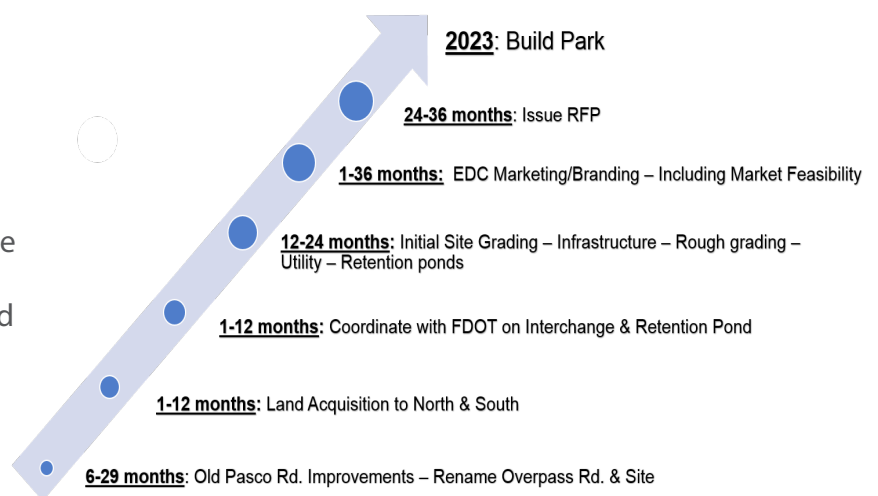 2023: Build Park
24-36 months: Issue RFP
1-36 months: EDC Marketing/Branding – Including Market Feasibility
e
12-24 months: Initial Site Grading – Infrastructure – Rough grading –
Utility – Retention ponds
d
1-12 months: Coordinate with FDOT on Interchange & Retention Pond
1-12 months: Land Acquisition to North & South
6-29 months: Old Pasco Rd. Improvements – Rename Overpass Rd. & Site